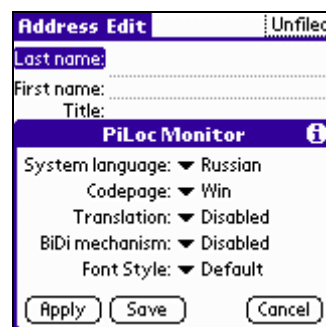 Address Edit Unfiled
Last name:
First name:
Title:
PiLoc Monitor i
System language: Russian
Codepage: Win
Translation: Disabled
BiDi mechanism: Disabled
Font Style: Default
Apply Save Cancel